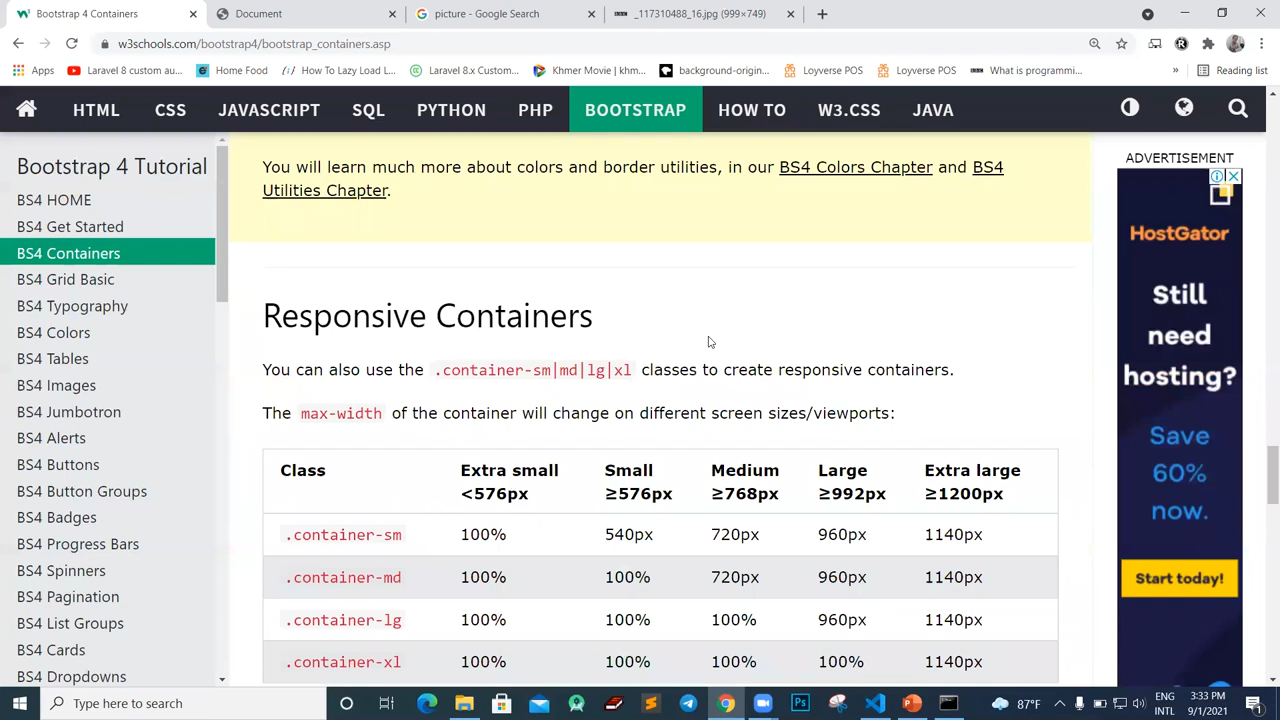 Bootstrap 4 Containers
Document
picture - Google Search
_117310488_16.jpg (999×749)
w3schools.com/bootstrap4/bootstrap_containers.asp
Apps
Laravel 8 custom au...
Home Food
How To Lazy Load L...
Laravel 8.x Custom...
Khmer Movie | khm...
background-origin...
Loyverse POS
Loyverse POS
What is programmi...
»
Reading list
HTML
CSS
JAVASCRIPT
SQL
PYTHON
PHP
BOOTSTRAP
HOW TO
W3.CSS
JAVA
Bootstrap 4 Tutorial
BS4 HOME
BS4 Get Started
BS4 Containers
BS4 Grid Basic
BS4 Typography
BS4 Colors
BS4 Tables
BS4 Images
BS4 Jumbotron
BS4 Alerts
BS4 Buttons
BS4 Button Groups
BS4 Badges
BS4 Progress Bars
BS4 Spinners
BS4 Pagination
BS4 List Groups
BS4 Cards
BS4 Dropdowns
You will learn much more about colors and border utilities, in our BS4 Colors Chapter and BS4
Utilities Chapter.
Responsive Containers
You can also use the .container-sm|md|lg|xl classes to create responsive containers.
The max-width of the container will change on different screen sizes/viewports:
Class Extra small Small Medium Large Extra large
<576px ≥576px ≥768px ≥992px ≥1200px
.container-sm 100% 540px 720px 960px 1140px
.container-md 100% 100% 720px 960px 1140px
.container-lg 100% 100% 100% 960px 1140px
.container-xl 100% 100% 100% 100% 1140px
ADVERTISEMENT
HostGator
Still
need
hosting?
Save
60%
now.
Start today!
Type here to search
87°F
ENG
INTL
3:33 PM
9/1/2021